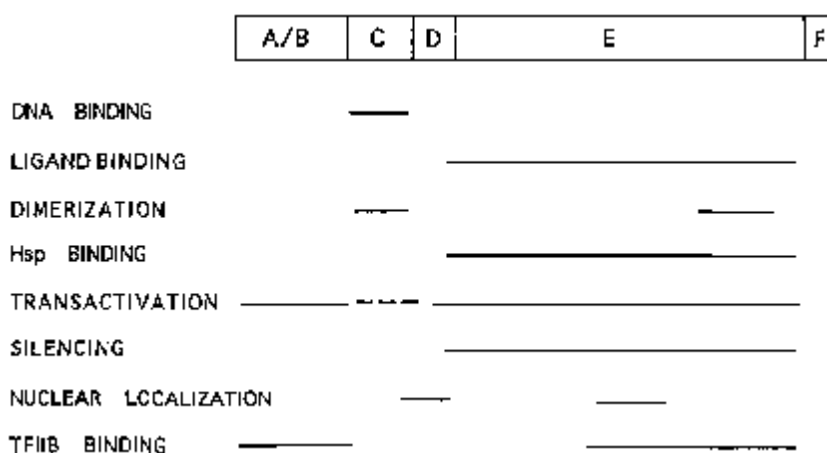 A/B C D E F
DNA BINDING
LIGAND BINDING
DIMERIZATION
Hsp BINDING
TRANSACTIVATION
SILENCING
NUCLEAR LOCALIZATION
TFIIB BINDING